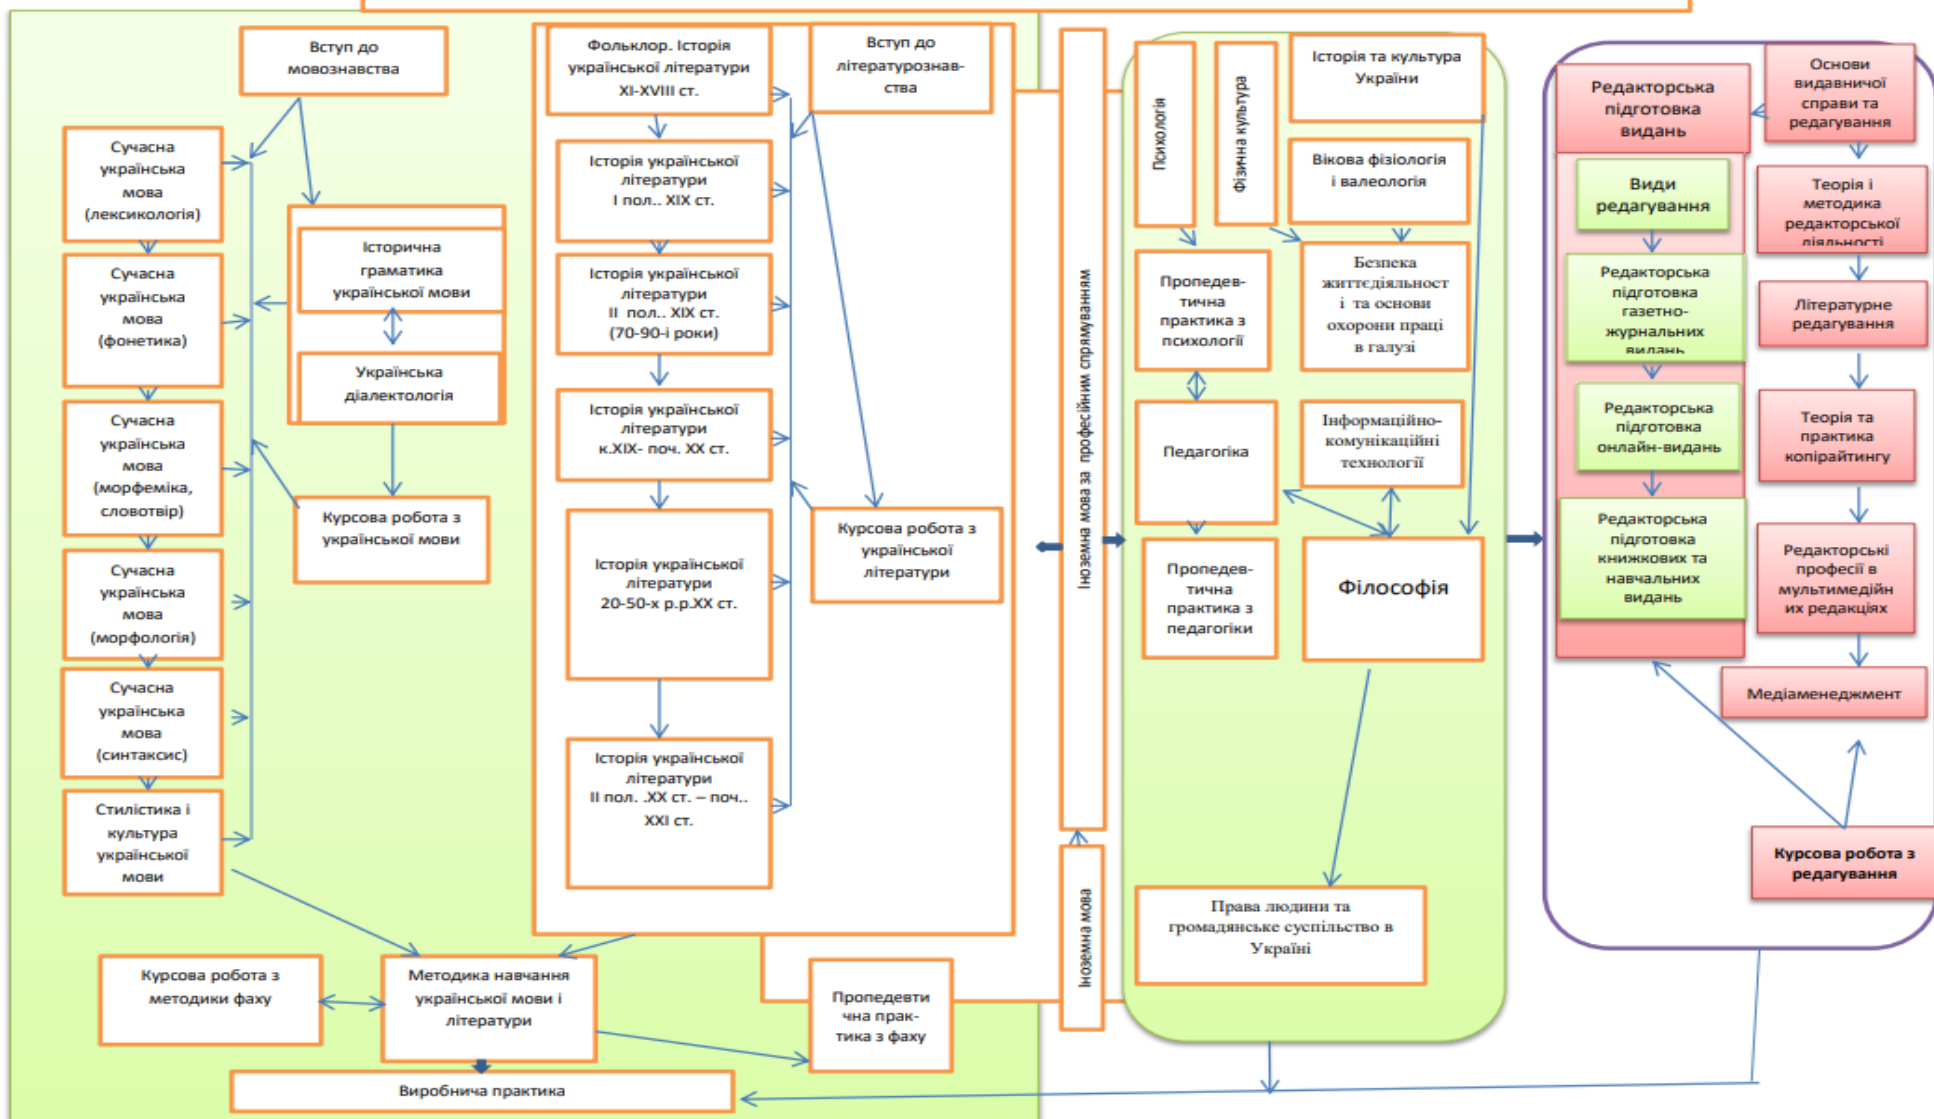 Вступ до
мовознавства
Сучасна
українська
мова
(лексикологія)
Сучасна
українська
мова
(фонетика)
Сучасна
українська
мова
(морфеміка,
словотвір)
Сучасна
українська
мова
(морфологія)
Сучасна
українська
мова
(синтаксис)
Стилістика і
культура
української
мови
Історична
граматика
української мови
Українська
діалектологія
Курсова робота з
української мови
Фольклор. Історія
української літератури
XI-XVIII ст.
Історія української
літератури
I пол.. XIX ст.
Історія української
літератури
II пол.. XIX ст.
(70-90-і роки)
Історія української
літератури
к.XIX- поч. XX ст.
Історія української
літератури
20-50-х р.р.XX ст.
Історія української
літератури
II пол. .XX ст. – поч..
XXI ст.
Вступ до
літературознав-
ства
Курсова робота з
української
літератури
Курсова робота з
методики фаху
Методика навчання
української мови і
літератури
Пропедевти
чна прак-
тика з фаху
Виробнича практика
Іноземна мова за професійним спрямуванням
Іноземна мова
Психологія
Фізична культура
Історія та культура
України
Вікова фізіологія
і валеологія
Пропедев-
тична
практика з
психології
Безпека
життєдіяльност
і та основи
охорони праці
в галузі
Педагогіка
Інформаційно-
комунікаційні
технології
Пропедев-
тична
практика з
педагогіки
Філософія
Права людини та
громадянське суспільство в
Україні
Редакторська
підготовка
видань
Види
редагування
Редакторська
підготовка
газетно-
журнальних
видань
Редакторська
підготовка
онлайн-видань
Редакторська
підготовка
книжкових та
навчальних
видань
Основи
видавничої
справи та
редагування
Теорія і
методика
редакторської
діяльності
Літературне
редагування
Теорія та
практика
копірайтингу
Редакторські
професії в
мультимедійн
их редакціях
Медіаменеджмент
Курсова робота з
редагування